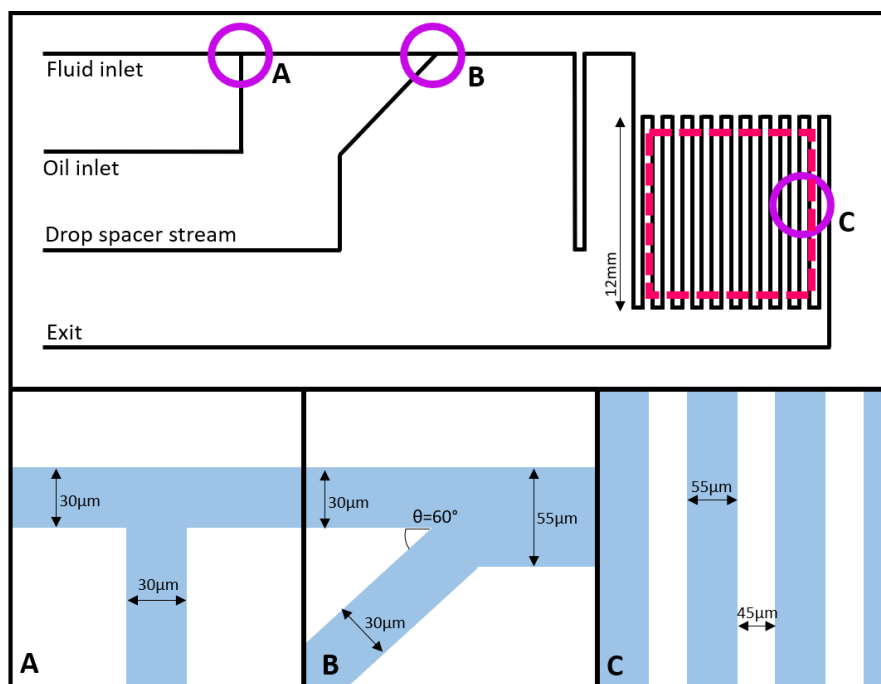 Fluid inlet
A
B
Oil inlet
Drop spacer stream
C
12mm
Exit
30µm
30µm
A
30µm
θ=60°
55µm
30µm
B
55µm
45µm
C